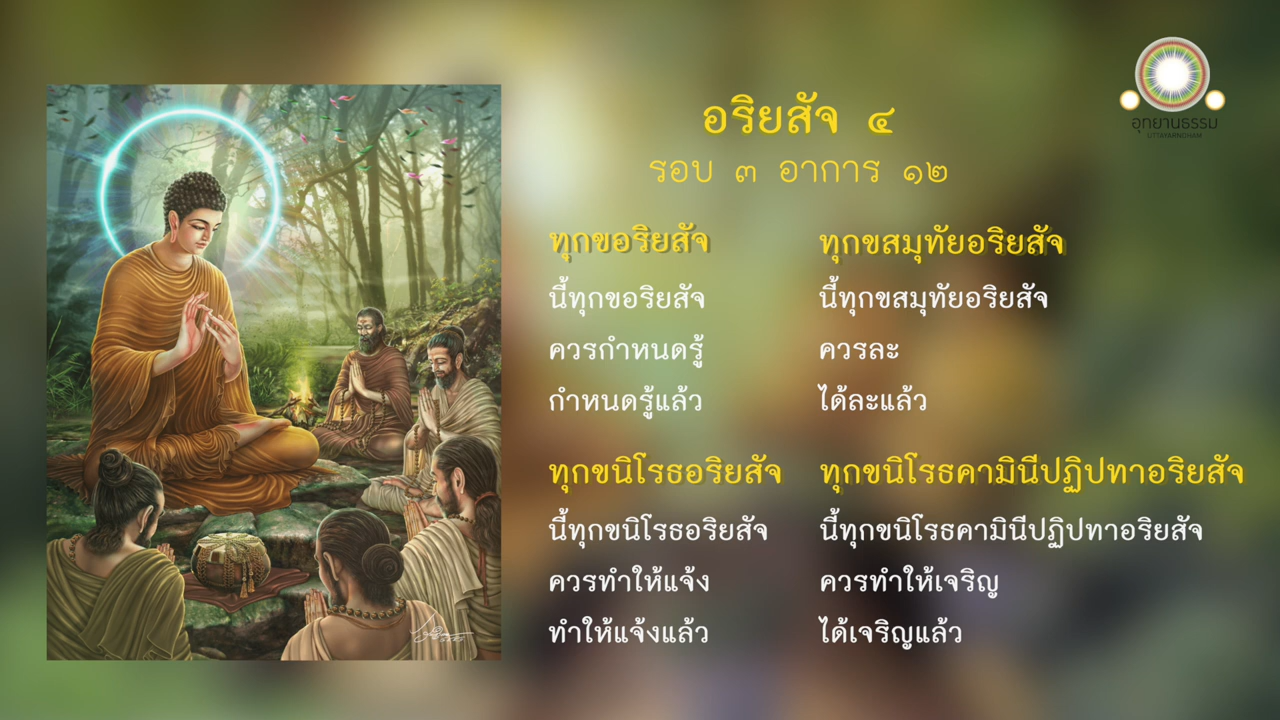 อริยสัจ ๔
รอบ ๓ อาการ ๑๒
อุทยานธรรม
UTTAYARNDHAM
ทุกขอริยสัจ
นี้ทุกขอริยสัจ
ควรกำหนดรู้
กำหนดรู้แล้ว
ทุกขสมุทัยอริยสัจ
นี้ทุกขสมุทัยอริยสัจ
ควรละ
ได้ละแล้ว
ทุกขนิโรธอริยสัจ
นี้ทุกขนิโรธอริยสัจ
ควรทำให้แจ้ง
ทำให้แจ้งแล้ว
ทุกขนิโรธคามินีปฏิปทาอริยสัจ
นี้ทุกขนิโรธคามินีปฏิปทาอริยสัจ
ควรทำให้เจริญ
ได้เจริญแล้ว